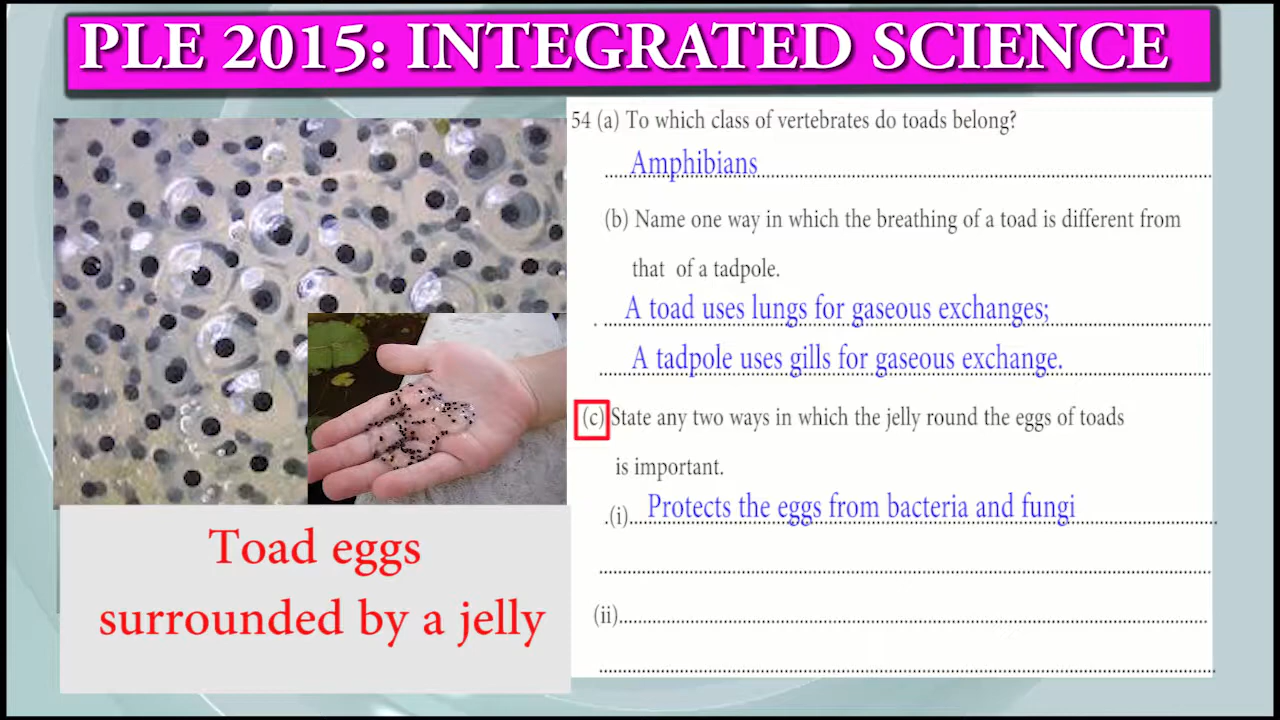 PLE 2015: INTEGRATED SCIENCE
54 (a) To which class of vertebrates do toads belong?
Amphibians
(b) Name one way in which the breathing of a toad is different from
that of a tadpole.
A toad uses lungs for gaseous exchanges;
A tadpole uses gills for gaseous exchange.
(c) State any two ways in which the jelly round the eggs of toads
is important.
(i) Protects the eggs from bacteria and fungi
(ii)
Toad eggs
surrounded by a jelly